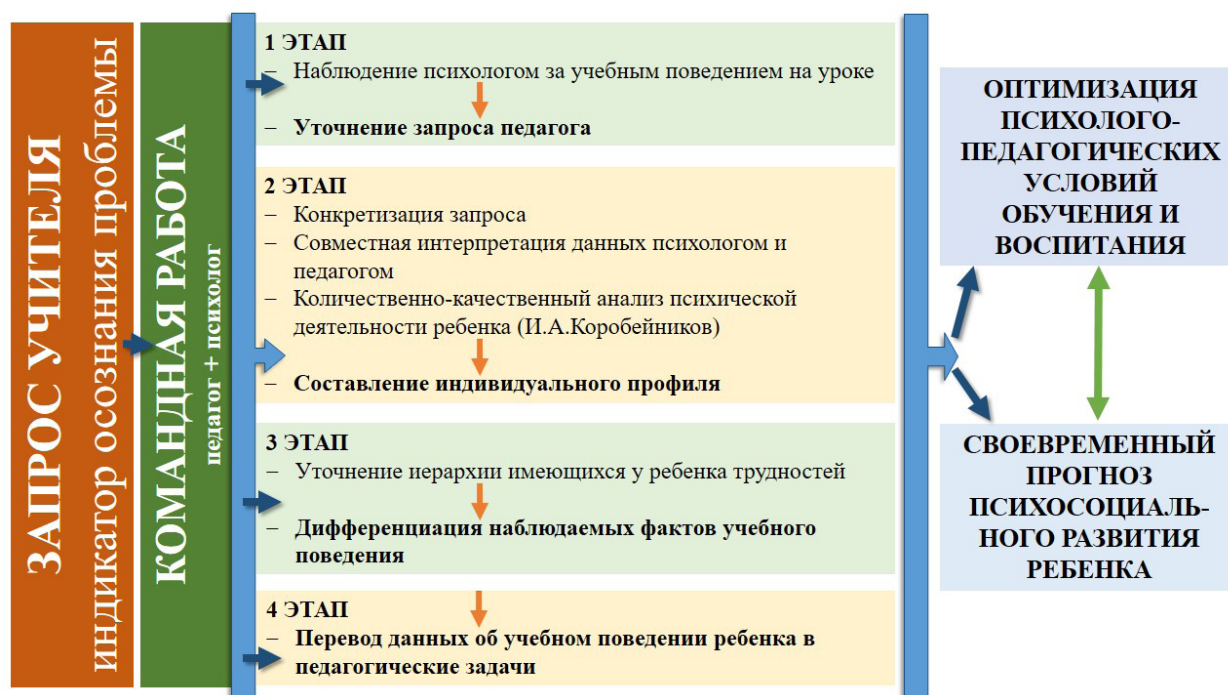 ЗАПРОС УЧИТЕЛЯ
индикатор осознания проблемы
КОМАНДНАЯ РАБОТА
педагог + психолог
1 ЭТАП
– Наблюдение психологом за учебным поведением на уроке
– Уточнение запроса педагога
2 ЭТАП
– Конкретизация запроса
– Совместная интерпретация данных психологом и
педагогом
– Количественно-качественный анализ психической
деятельности ребенка (И.А.Коробейников)
– Составление индивидуального профиля
3 ЭТАП
– Уточнение иерархии имеющихся у ребенка трудностей
– Дифференциация наблюдаемых фактов учебного
поведения
4 ЭТАП
– Перевод данных об учебном поведении ребенка в
педагогические задачи
ОПТИМИЗАЦИЯ
ПСИХОЛОГО-
ПЕДАГОГИЧЕСКИХ
УСЛОВИЙ
ОБУЧЕНИЯ И
ВОСПИТАНИЯ
СВОЕВРЕМЕННЫЙ
ПРОГНОЗ
ПСИХОСОЦИАЛЬ-
НОГО РАЗВИТИЯ
РЕБЕНКА